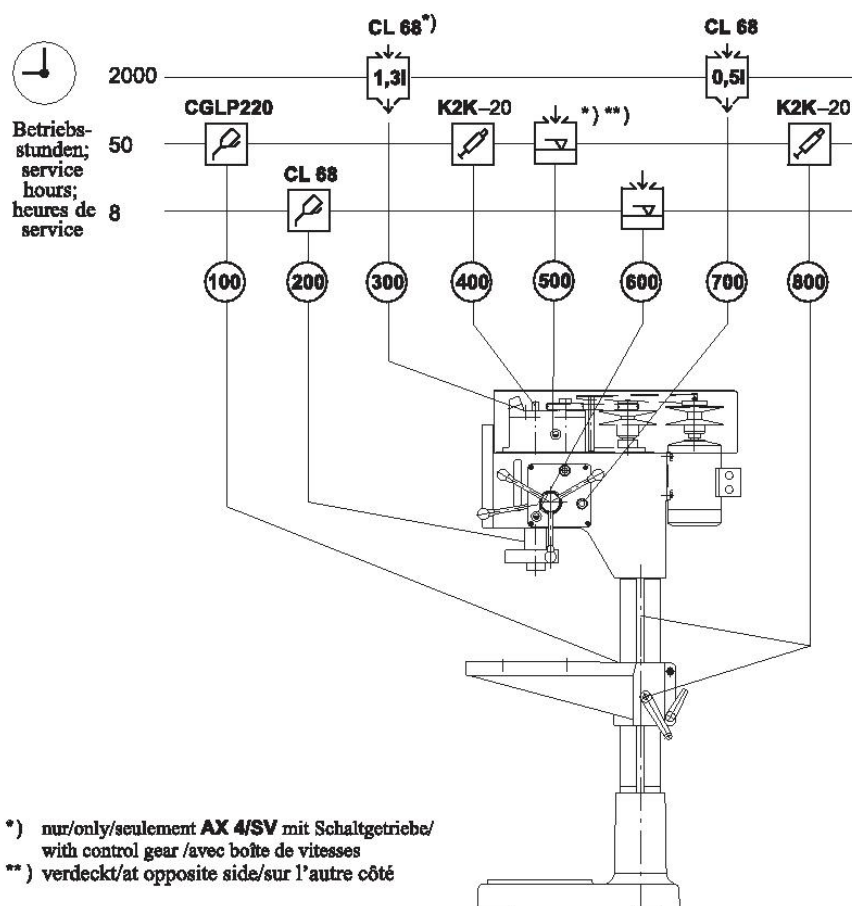 CL 68*)
CL 68
2000
1,3l
0,5l
CGLP220
K2K–20
*) **)
K2K–20
Betriebs-
stunden;
service
hours;
heures de
service
50
CL 68
8
100
200
300
400
500
600
700
800
*) nur/only/seulement AX 4/SV mit Schaltgetriebe/
with control gear /avec boîte de vitesses
**) verdeckt/at opposite side/sur l'autre côté